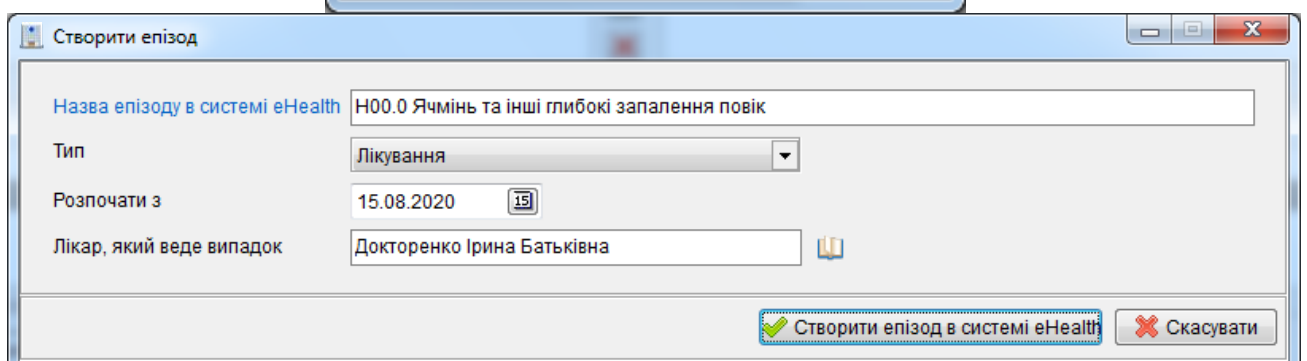 Створити епізод
Назва епізоду в системі eHealth H00.0 Ячмінь та інші глибокі запалення повік
Тип Лікування
Розпочати з 15.08.2020 15
Лікар, який веде випадок Докторенко Ірина Батьківна
Створити епізод в системі eHealth Скасувати